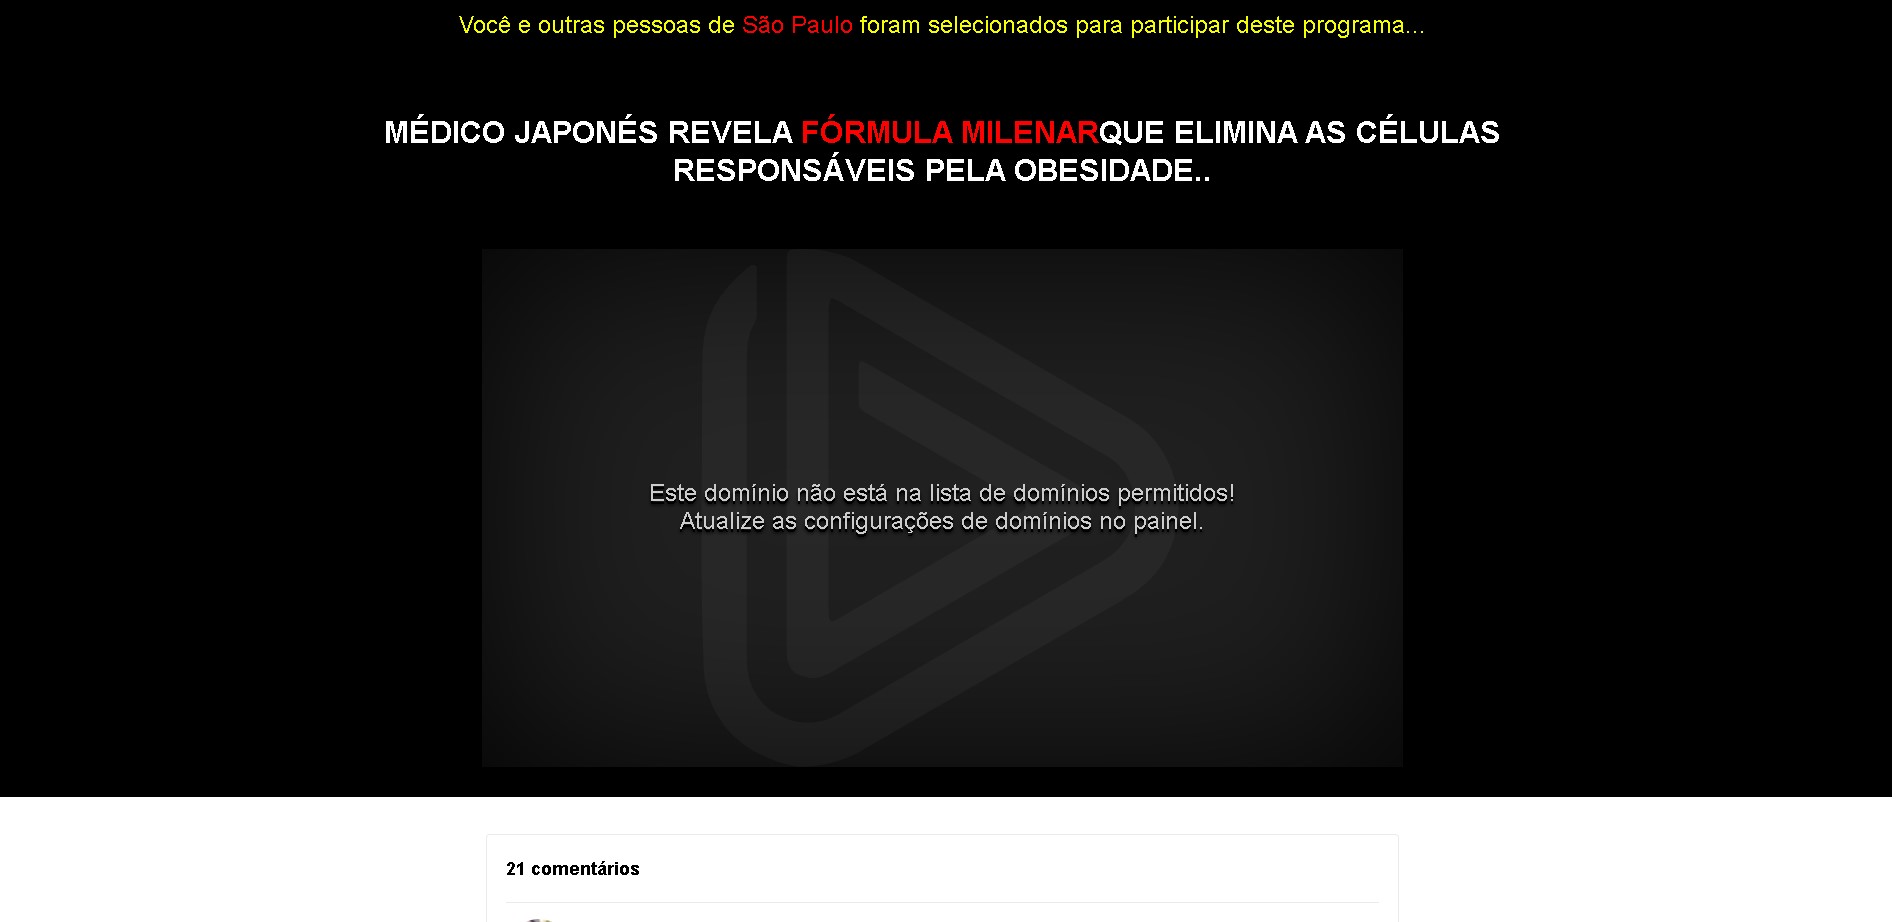 Você e outras pessoas de São Paulo foram selecionados para participar deste programa...
MÉDICO JAPONÉS REVELA FÓRMULA MILENARQUE ELIMINA AS CÉLULAS
RESPONSÁVEIS PELA OBESIDADE..
Este domínio não está na lista de domínios permitidos!
Atualize as configurações de domínios no painel.
21 comentários